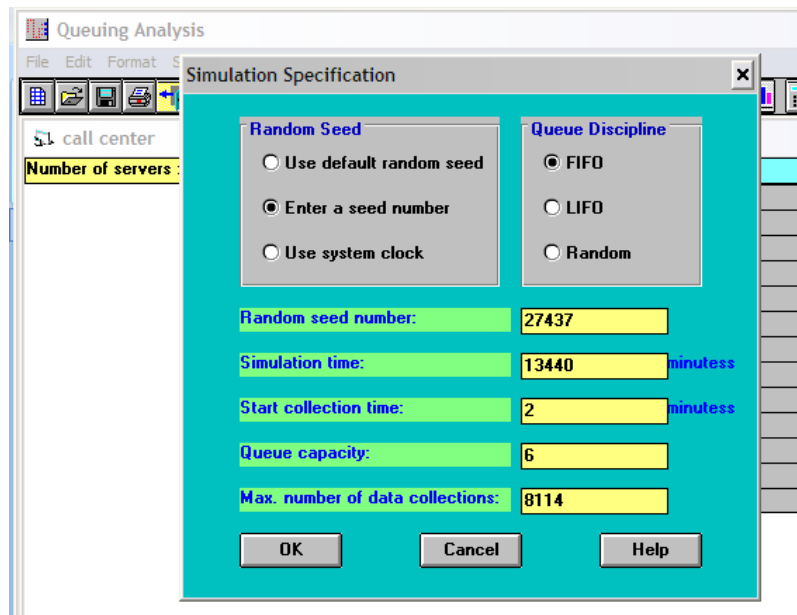 Queuing Analysis
File Edit Format S
Simulation Specification
call center
Number of servers :
Random Seed
Use default random seed
Enter a seed number
Use system clock
Queue Discipline
FIFO
LIFO
Random
Random seed number: 27437
Simulation time: 13440 minutess
Start collection time: 2 minutess
Queue capacity: 6
Max. number of data collections: 8114
OK Cancel Help